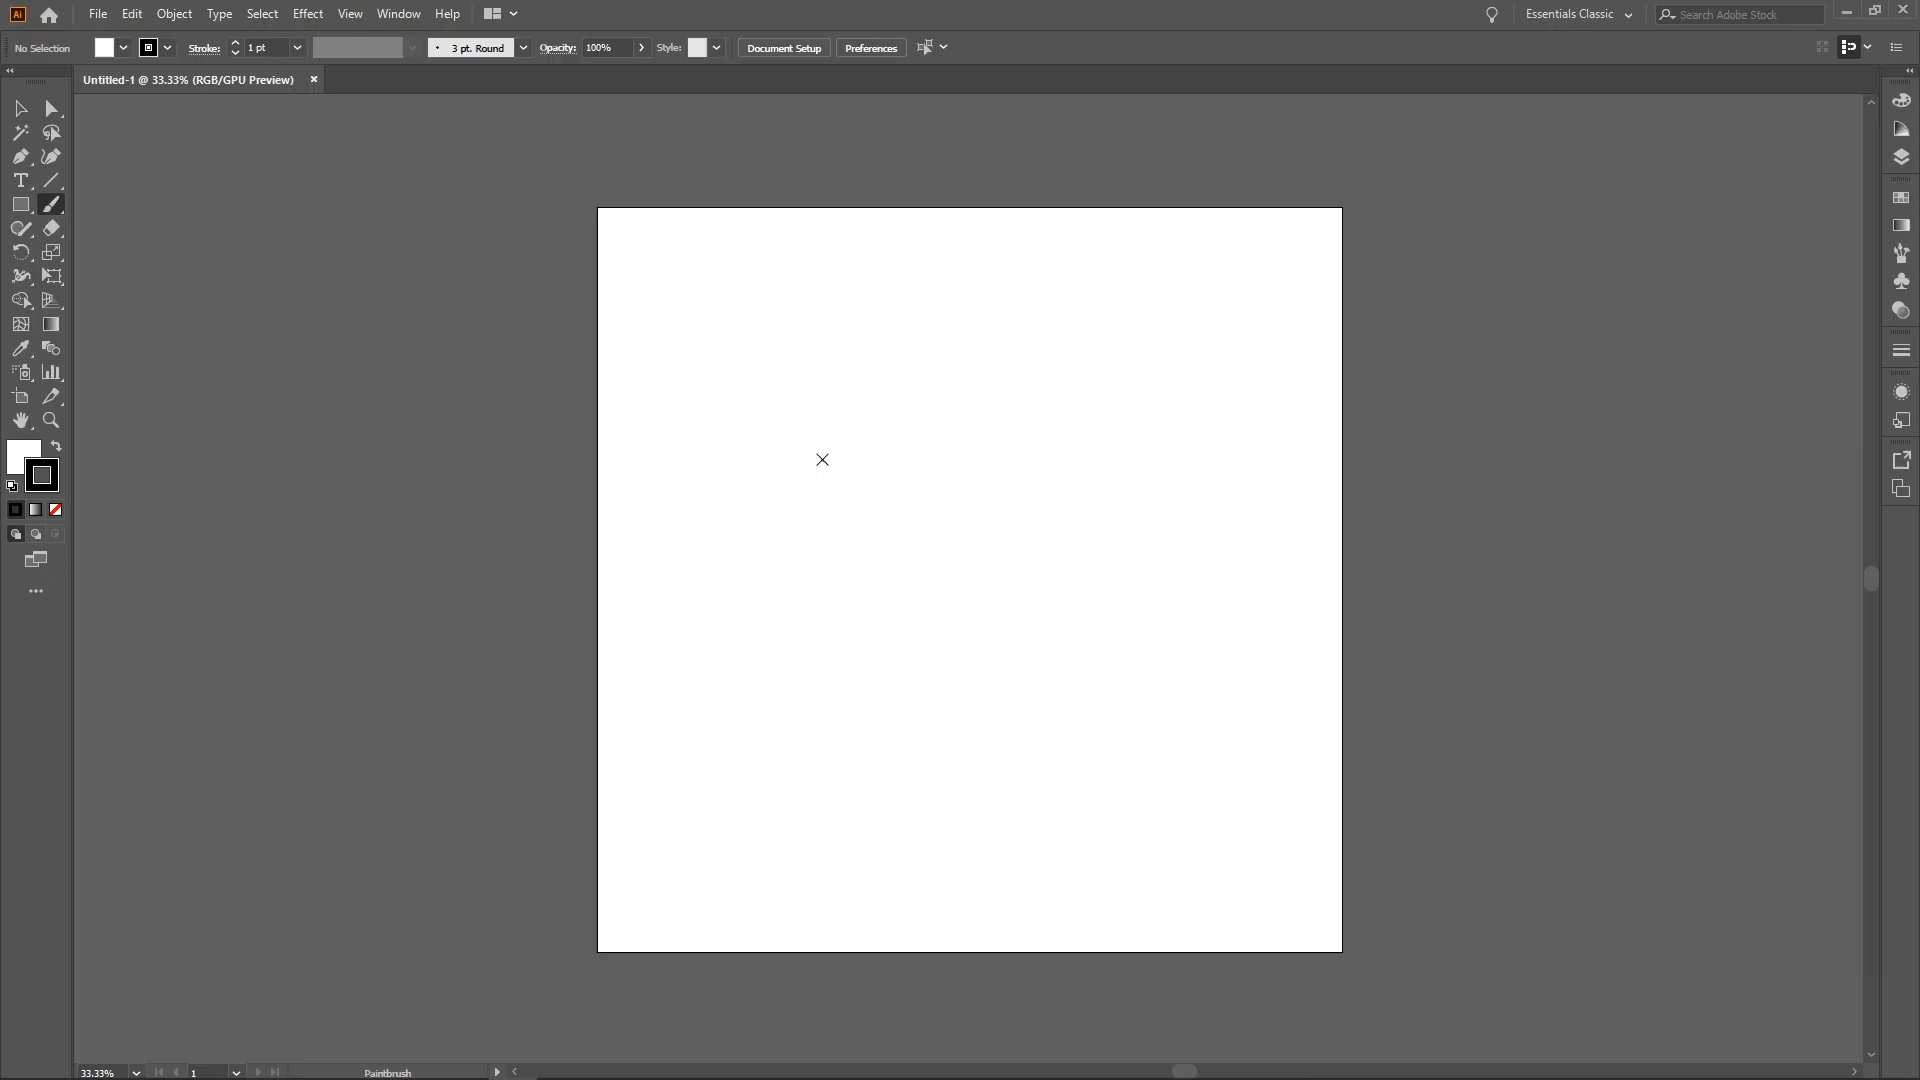 Ai File Edit Object Type Select Effect View Window Help Essentials Classic Search Adobe Stock
No Selection Stroke: 1 pt 3 pt. Round Opacity: 100% Style: Document Setup Preferences
Untitled-1 @ 33.33% (RGB/GPU Preview) ×
33.33% 1 Paintbrush